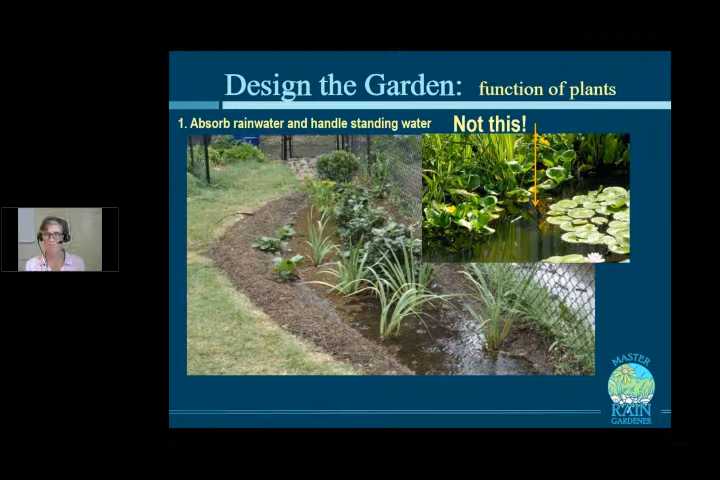 Design the Garden: function of plants
1. Absorb rainwater and handle standing water
Not this!
MASTER
RAIN
GARDENER